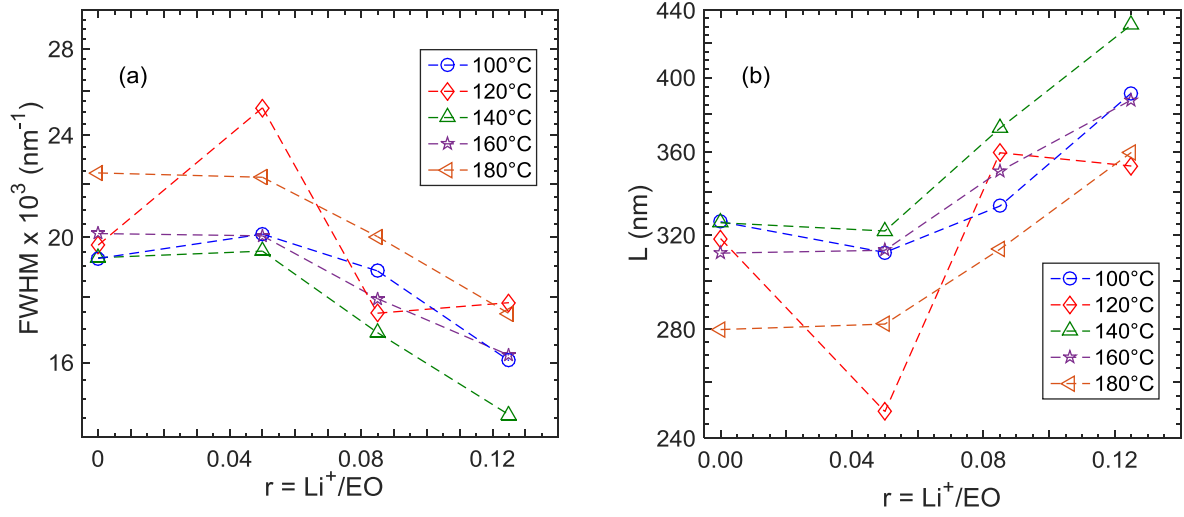 (a)
FWHM x 10³ (nm⁻¹)
28
24
20
16
0
0.04
0.08
0.12
r = Li⁺/EO
100°C
120°C
140°C
160°C
180°C
(b)
L (nm)
440
400
360
320
280
240
0.00
0.04
0.08
0.12
r = Li⁺/EO
100°C
120°C
140°C
160°C
180°C